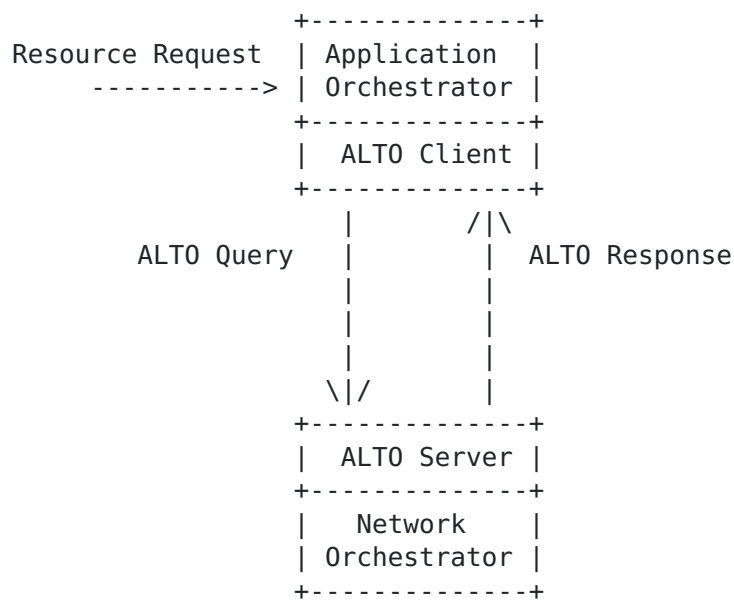 Resource Request
Application
Orchestrator
ALTO Client
ALTO Query
ALTO Response
ALTO Server
Network
Orchestrator